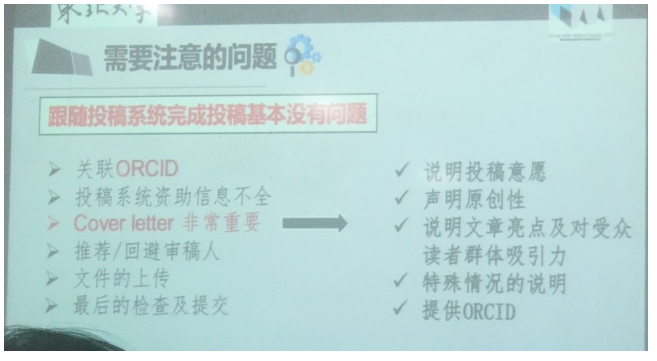 需要注意的问题
跟随投稿系统完成投稿基本没有问题
关联ORCID
投稿系统资助信息不全
Cover letter 非常重要
推荐/回避审稿人
文件的上传
最后的检查及提交
说明投稿意愿
声明原创性
说明文章亮点及对受众
读者群体吸引力
特殊情况的说明
提供ORCID